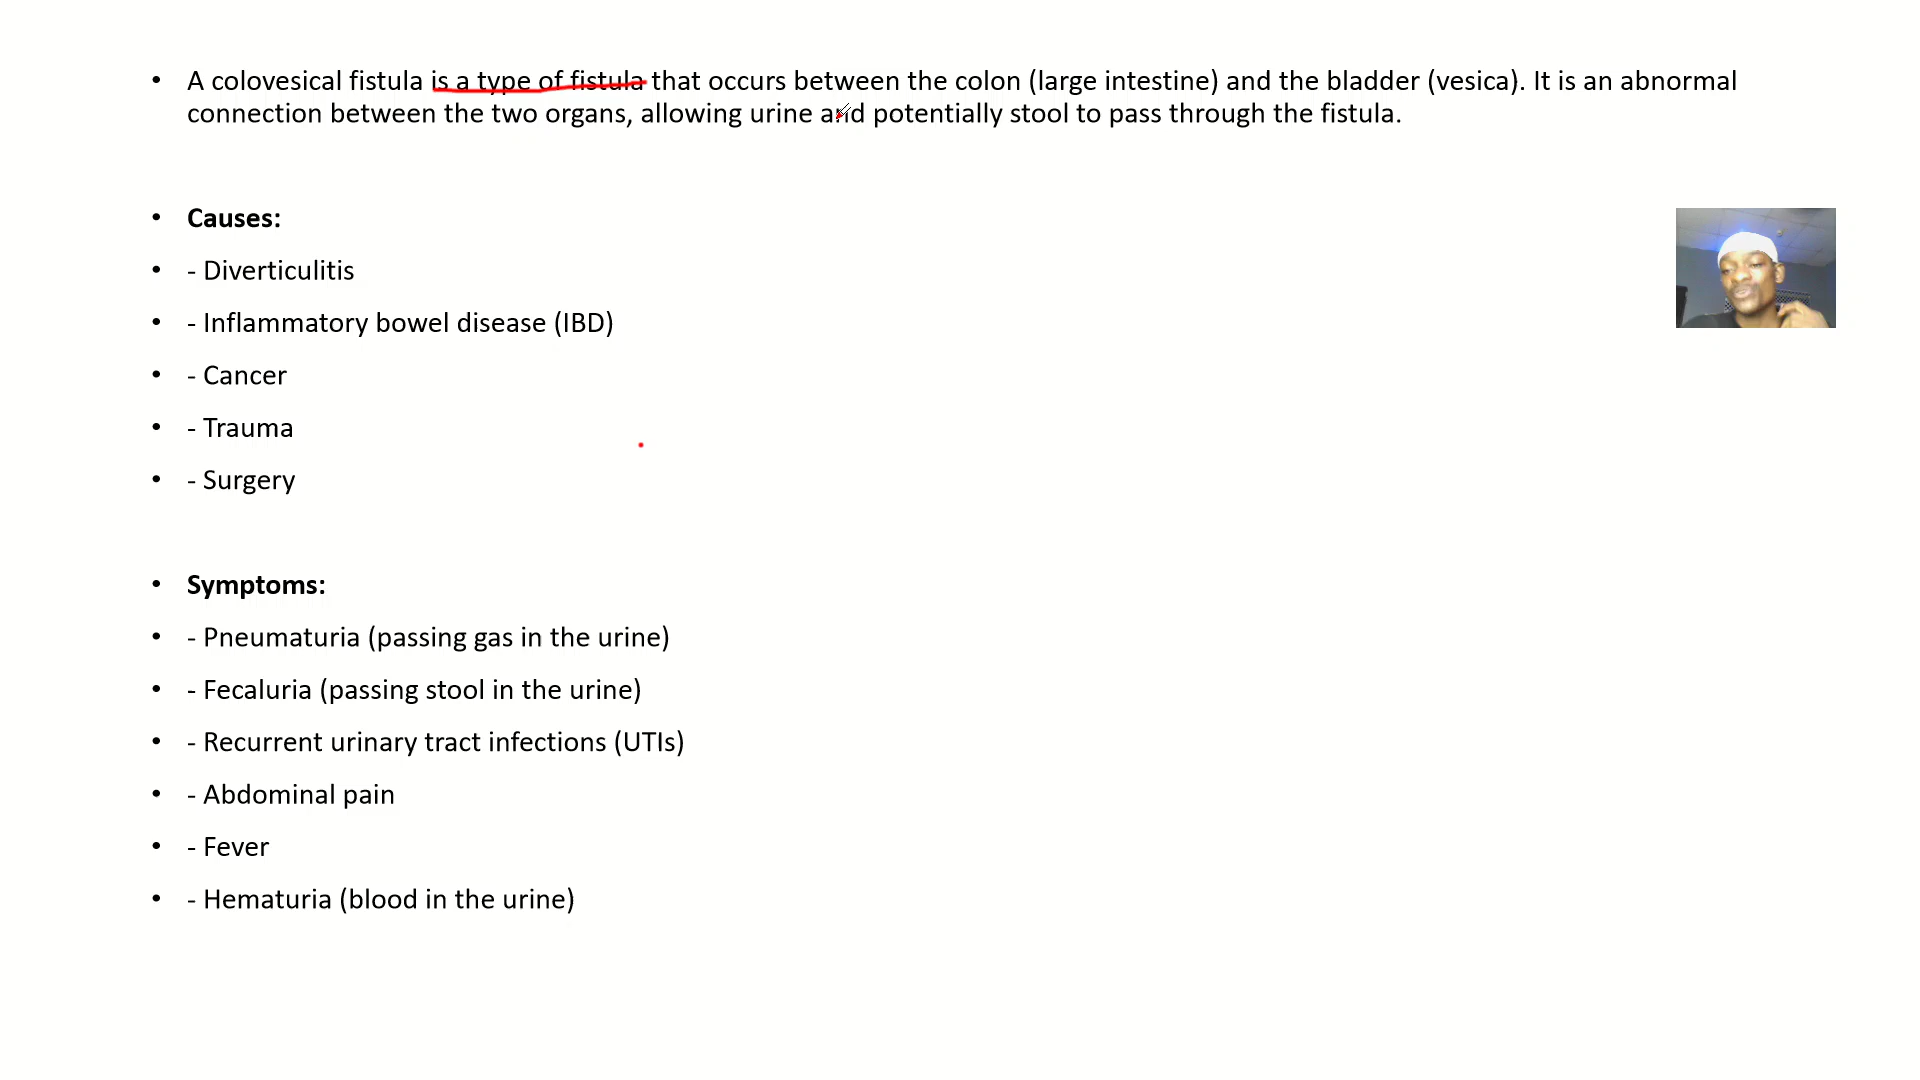 • A colovesical fistula is a type of fistula that occurs between the colon (large intestine) and the bladder (vesica). It is an abnormal
connection between the two organs, allowing urine and potentially stool to pass through the fistula.
• Causes:
• - Diverticulitis
• - Inflammatory bowel disease (IBD)
• - Cancer
• - Trauma
• - Surgery
• Symptoms:
• - Pneumaturia (passing gas in the urine)
• - Fecaluria (passing stool in the urine)
• - Recurrent urinary tract infections (UTIs)
• - Abdominal pain
• - Fever
• - Hematuria (blood in the urine)